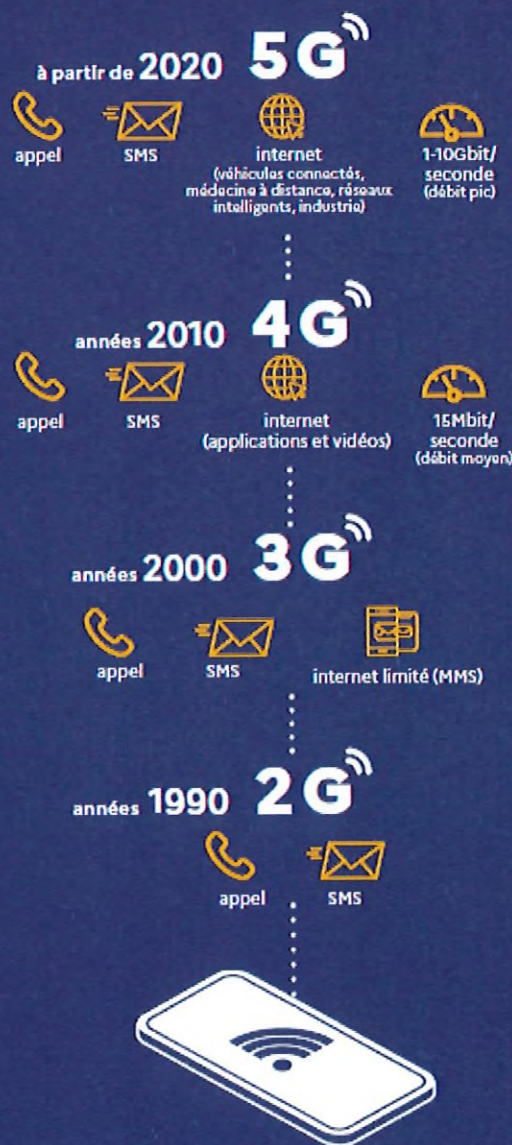 à partir de 2020 5G
appel
SMS
internet
(véhicules connectés,
médecine à distance, réseaux
intelligents, industrie)
1-10Gbit/
seconde
(débit pic)
années 2010 4G
appel
SMS
internet
(applications et vidéos)
15Mbit/
seconde
(débit moyen)
années 2000 3G
appel
SMS
internet limité (MMS)
années 1990 2G
appel
SMS